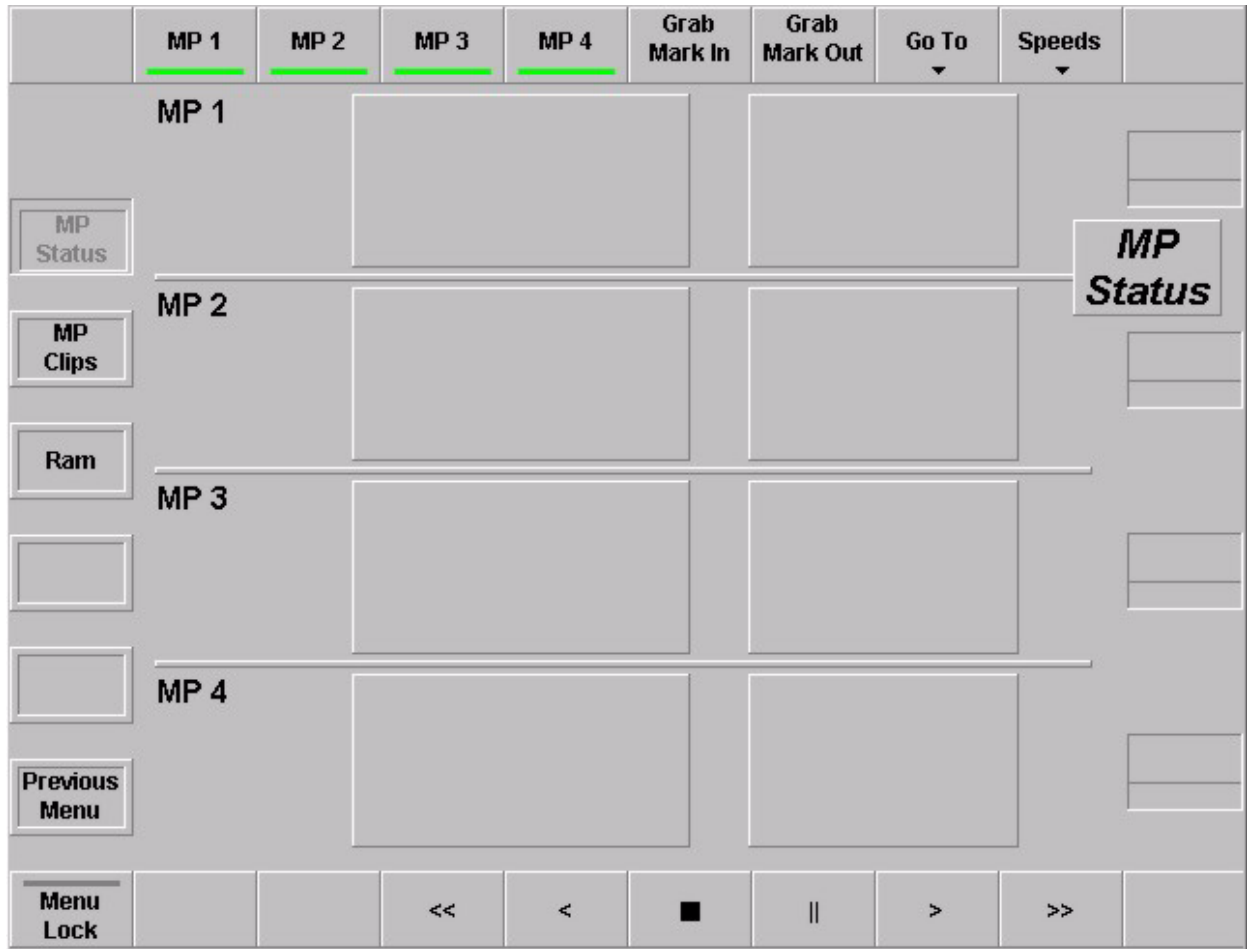 MP 1
MP 2
MP 3
MP 4
Grab
Mark In
Grab
Mark Out
Go To
Speeds
MP 1
MP
Status
MP
Status
MP 2
MP
Clips
Ram
MP 3
MP 4
Previous
Menu
Menu
Lock
<<
<
■
||
>
>>